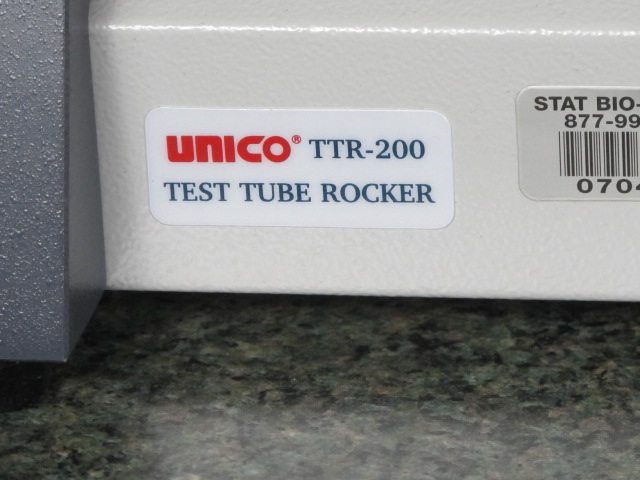 UNICO® TTR-200
TEST TUBE ROCKER
STAT BIO-
877-99
0704